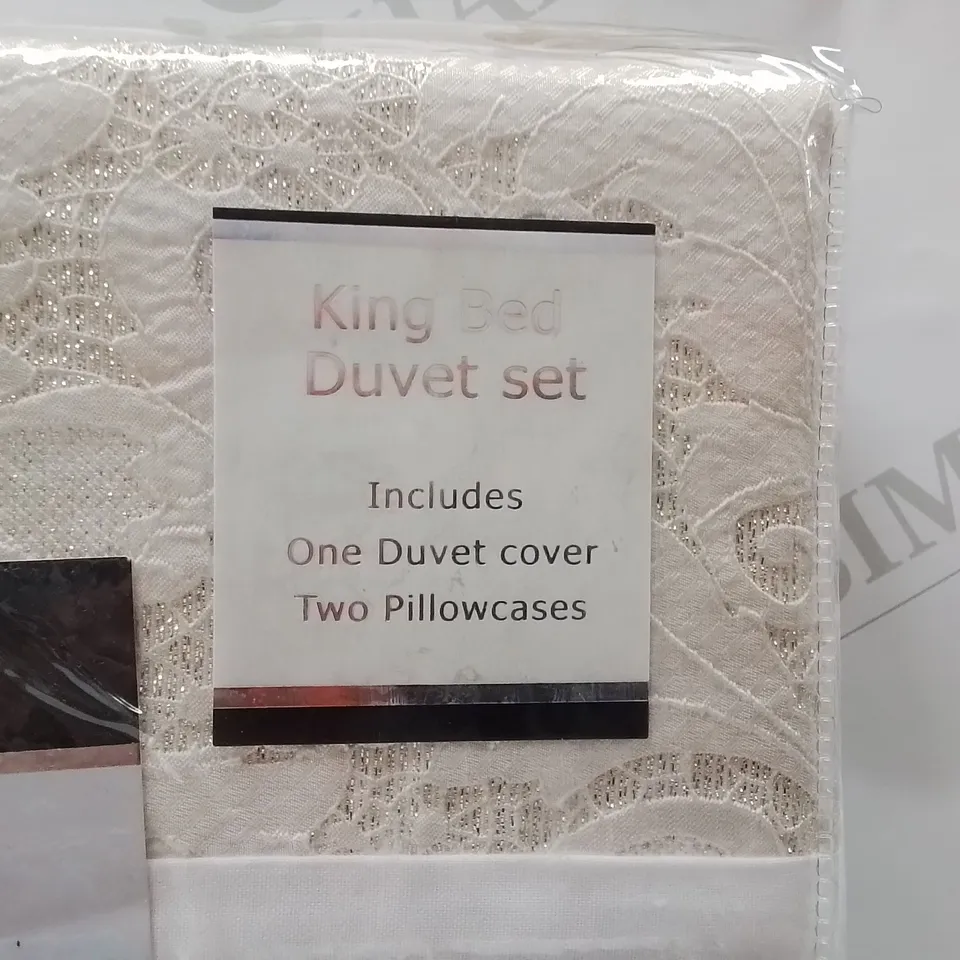 King Bed
Duvet set
Includes
One Duvet cover
Two Pillowcases